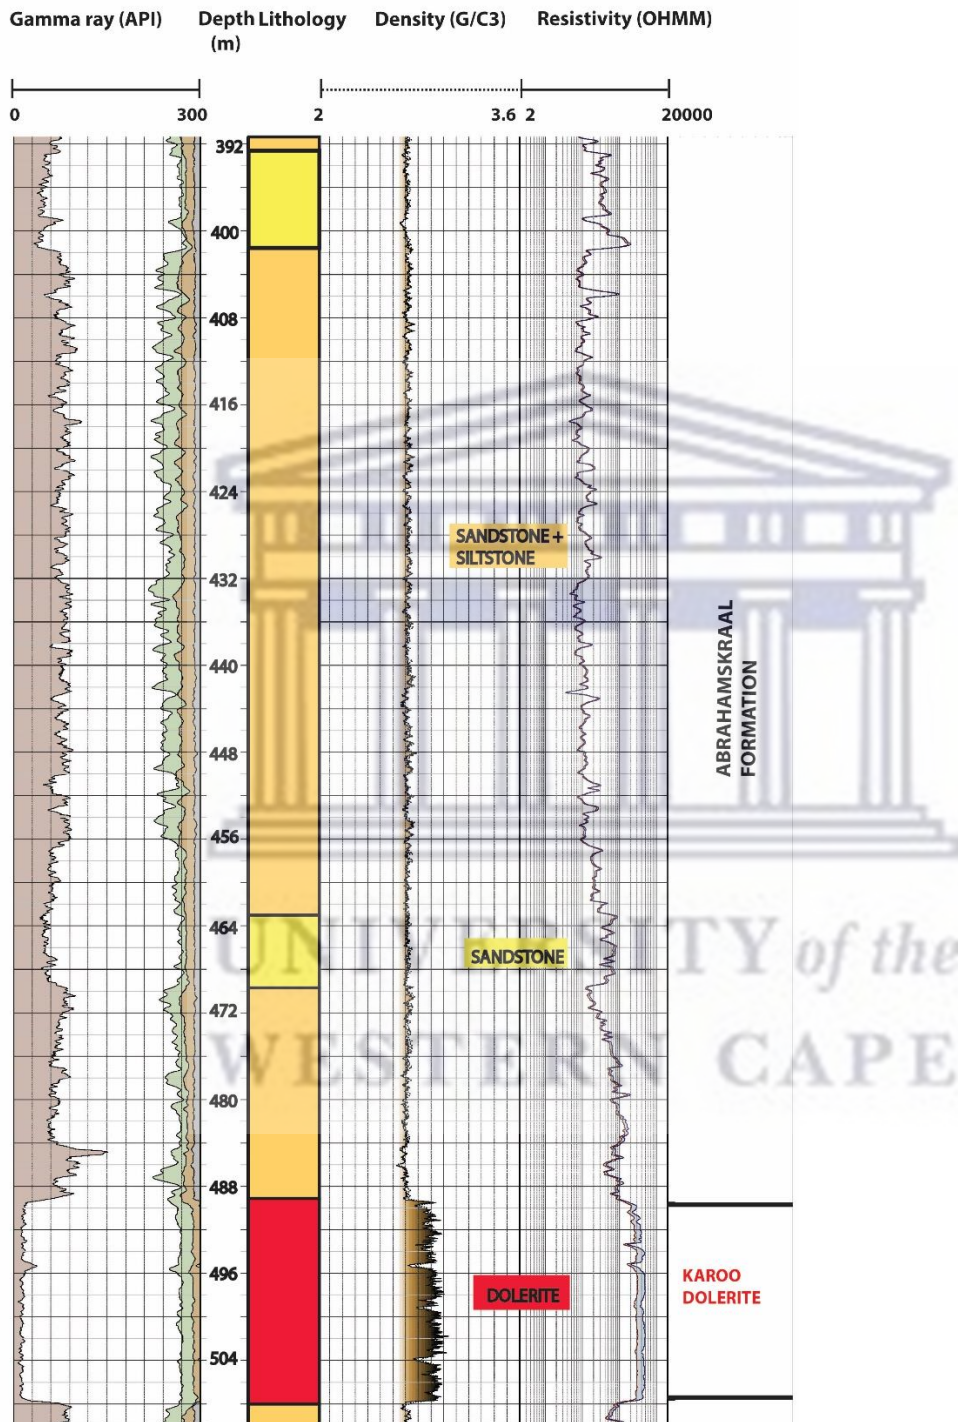 Gamma ray (API) Depth Lithology Density (G/C3) Resistivity (OHMM)
(m)
0 300 2 3.6 2 20000
392
400
408
416
424
SANDSTONE +
SILTSTONE
432
ABRAHAMSKRAAL
FORMATION
440
448
456
464
UNIVERSITY of the
SANDSTONE
472
WESTERN CAPE
480
488
496
KAROO
DOLERITE
DOLERITE
504